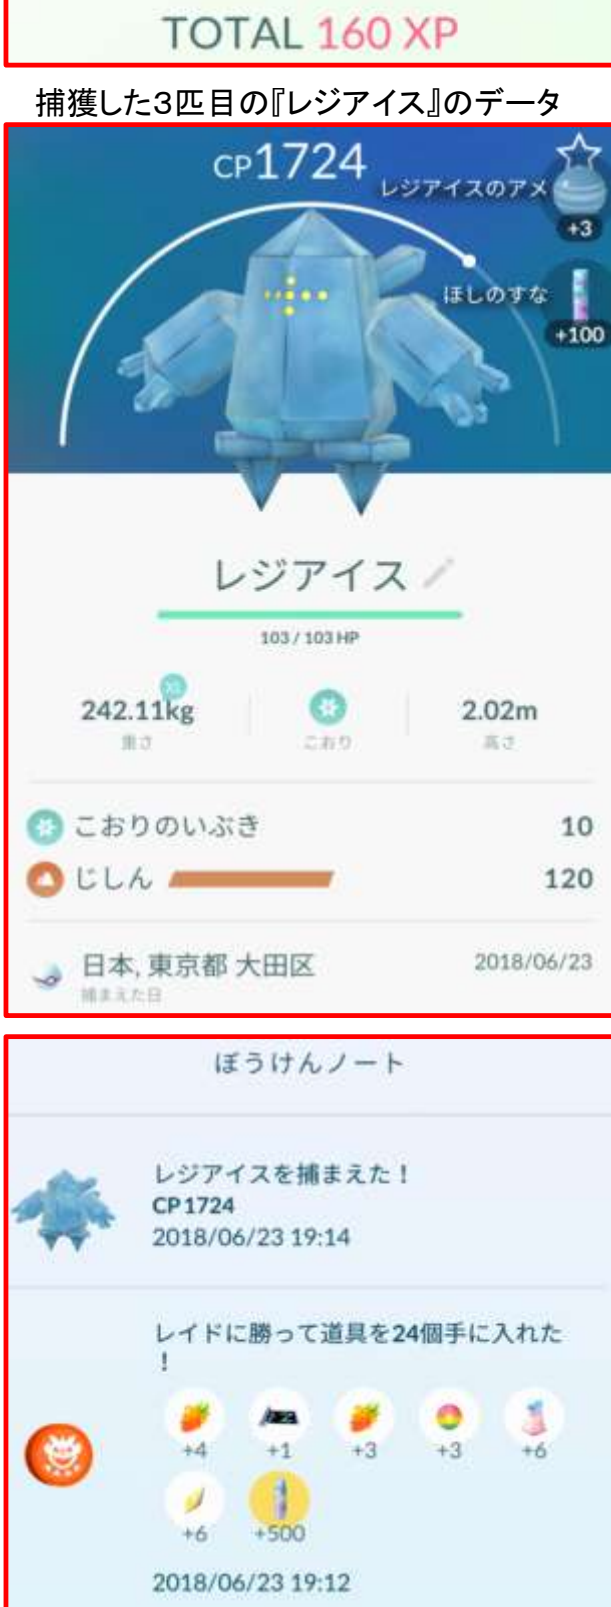 TOTAL 160 XP
捕獲した3匹目の『レジアイス』のデータ
CP1724
レジアイスのアメ
+3
ほしのすな
+100
レジアイス
103 / 103 HP
XS
242.11kg
重さ
こおり
2.02m
高さ
こおりのいぶき 10
じしん 120
日本, 東京都 大田区 2018/06/23
捕まえた日
ぼうけんノート
レジアイスを捕まえた!
CP1724
2018/06/23 19:14
レイドに勝って道具を24個手に入れた
!
+4 +1 +3 +3 +6
+6 +500
2018/06/23 19:12